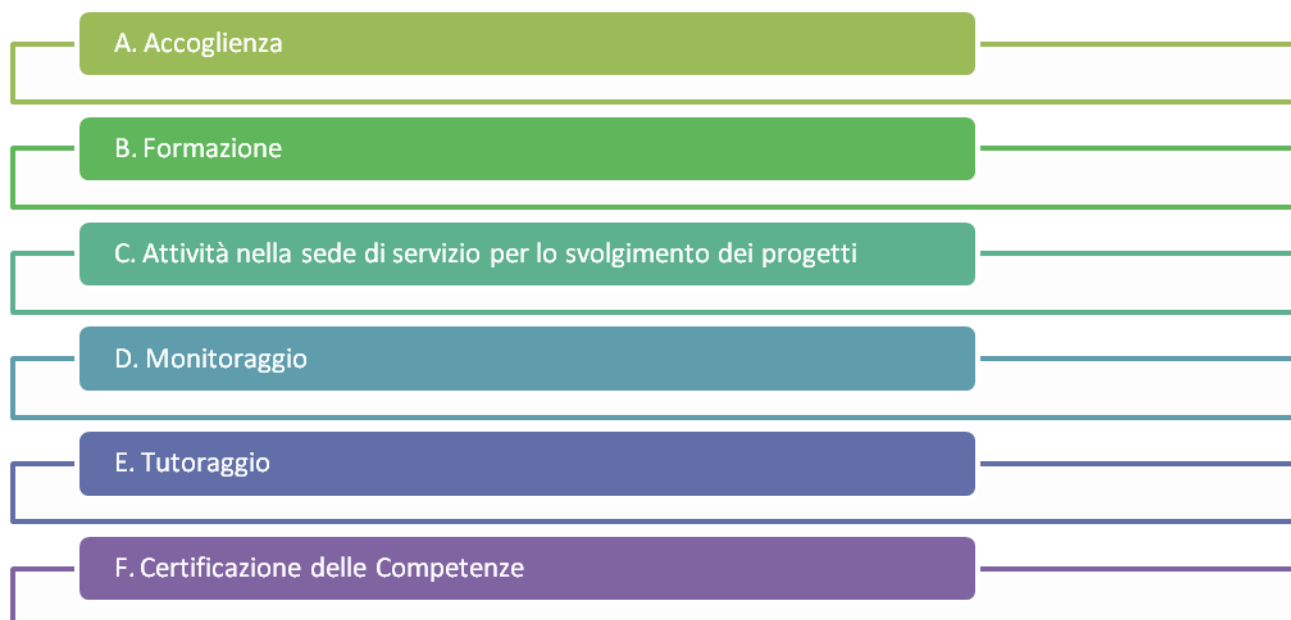 A. Accoglienza
B. Formazione
C. Attività nella sede di servizio per lo svolgimento dei progetti
D. Monitoraggio
E. Tutoraggio
F. Certificazione delle Competenze